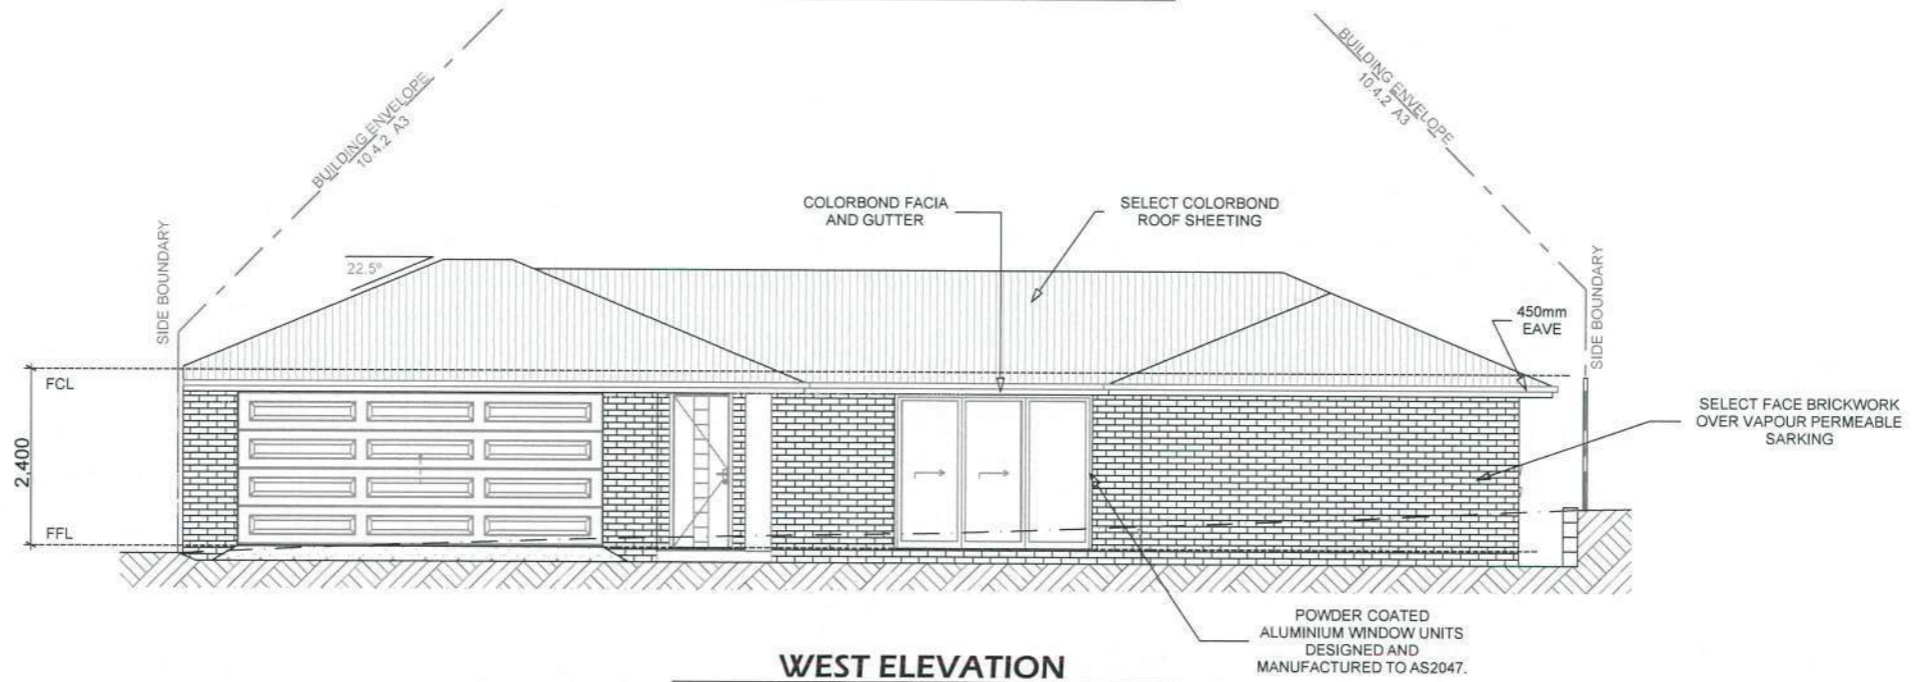 BUILDING ENVELOPE
10.4.2 A3
BUILDING ENVELOPE
10.4.2 A3
COLORBOND FACIA
AND GUTTER
SELECT COLORBOND
ROOF SHEETING
SIDE BOUNDARY
22.5°
SIDE BOUNDARY
450mm
EAVE
FCL
2,400
FFL
SELECT FACE BRICKWORK
OVER VAPOUR PERMEABLE
SARKING
POWDER COATED
ALUMINIUM WINDOW UNITS
DESIGNED AND
MANUFACTURED TO AS2047.
WEST ELEVATION